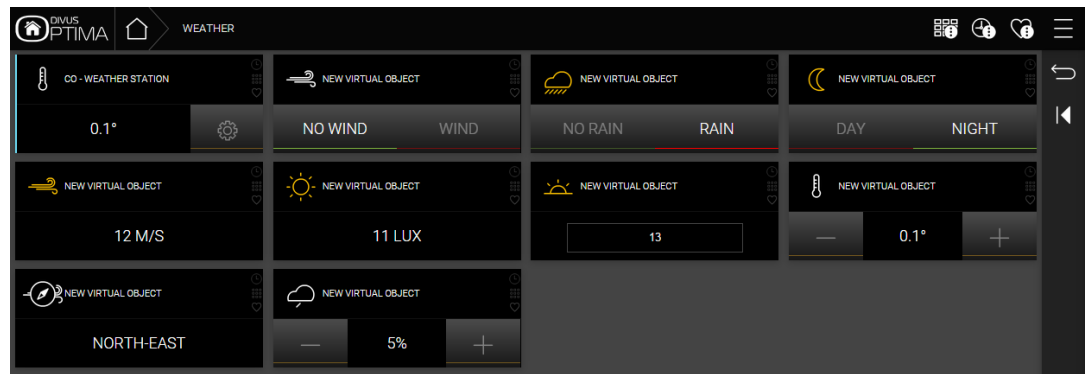 DIVUS
OPTIMA
WEATHER
CO - WEATHER STATION
NEW VIRTUAL OBJECT
NEW VIRTUAL OBJECT
NEW VIRTUAL OBJECT
0.1°
NO WIND WIND
NO RAIN RAIN
DAY NIGHT
NEW VIRTUAL OBJECT
NEW VIRTUAL OBJECT
NEW VIRTUAL OBJECT
NEW VIRTUAL OBJECT
12 M/S
11 LUX
13
0.1°
NEW VIRTUAL OBJECT
NEW VIRTUAL OBJECT
NORTH-EAST
5%